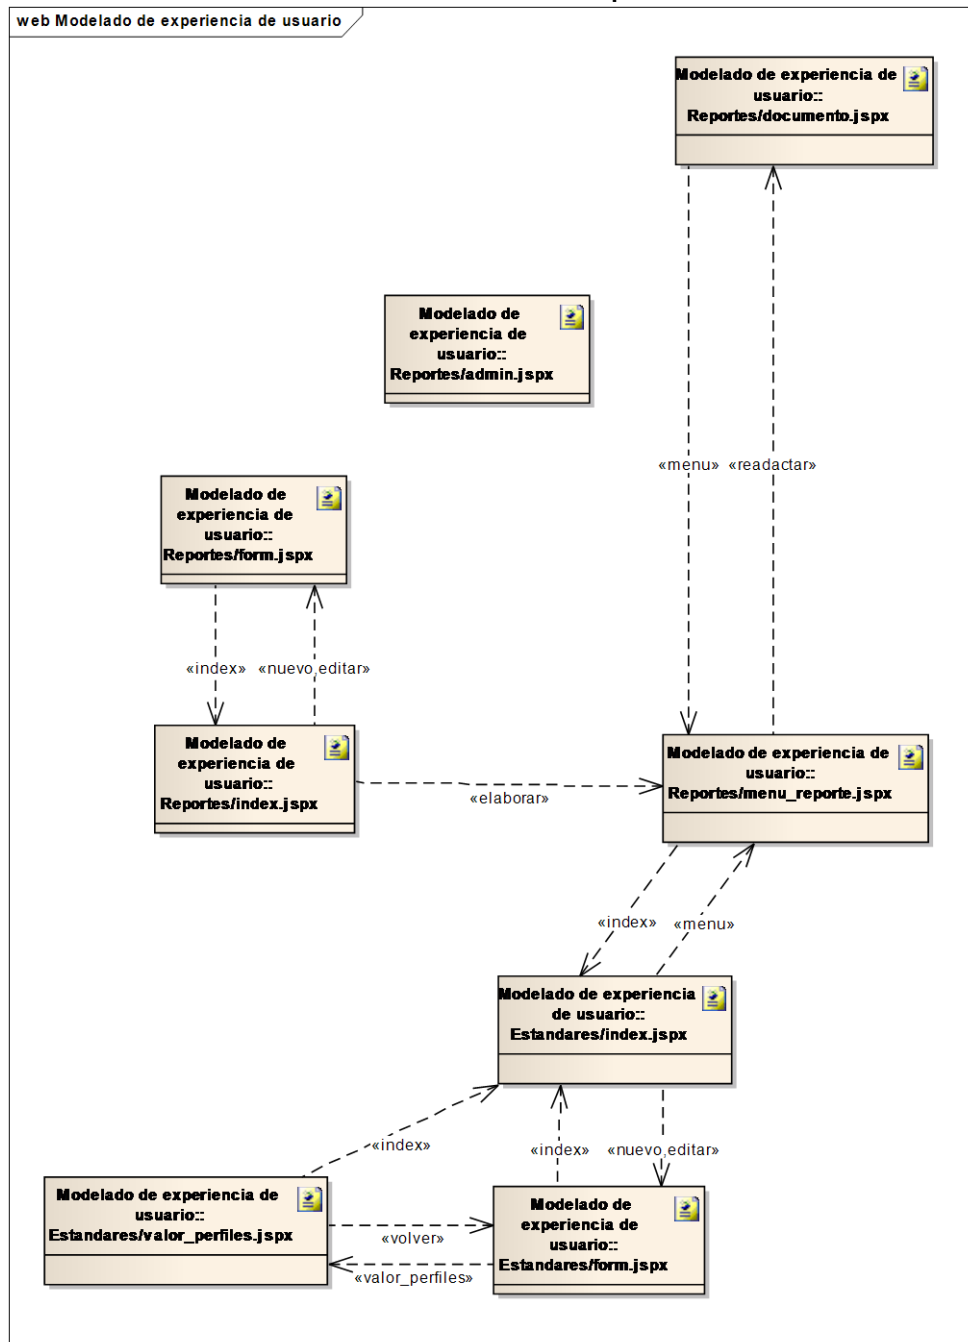 web Modelado de experiencia de usuario
Modelado de experiencia de
usuario::
Reportes/documento.jspx
Modelado de
experiencia de
usuario::
Reportes/admin.jspx
«menu»
«readactar»
Modelado de
experiencia de
usuario::
Reportes/form.jspx
«index»
«nuevo,editar»
Modelado de
experiencia de
usuario::
Reportes/index.jspx
«elaborar»
Modelado de experiencia de
usuario::
Reportes/menu_reporte.jspx
«index»
«menu»
Modelado de experiencia
de usuario::
Estandares/index.jspx
«index»
«index»
«nuevo,editar»
Modelado de experiencia de
usuario::
Estandares/valor_perfiles.jspx
«volver»
«valor_perfiles»
Modelado de
experiencia de
usuario::
Estandares/form.jspx